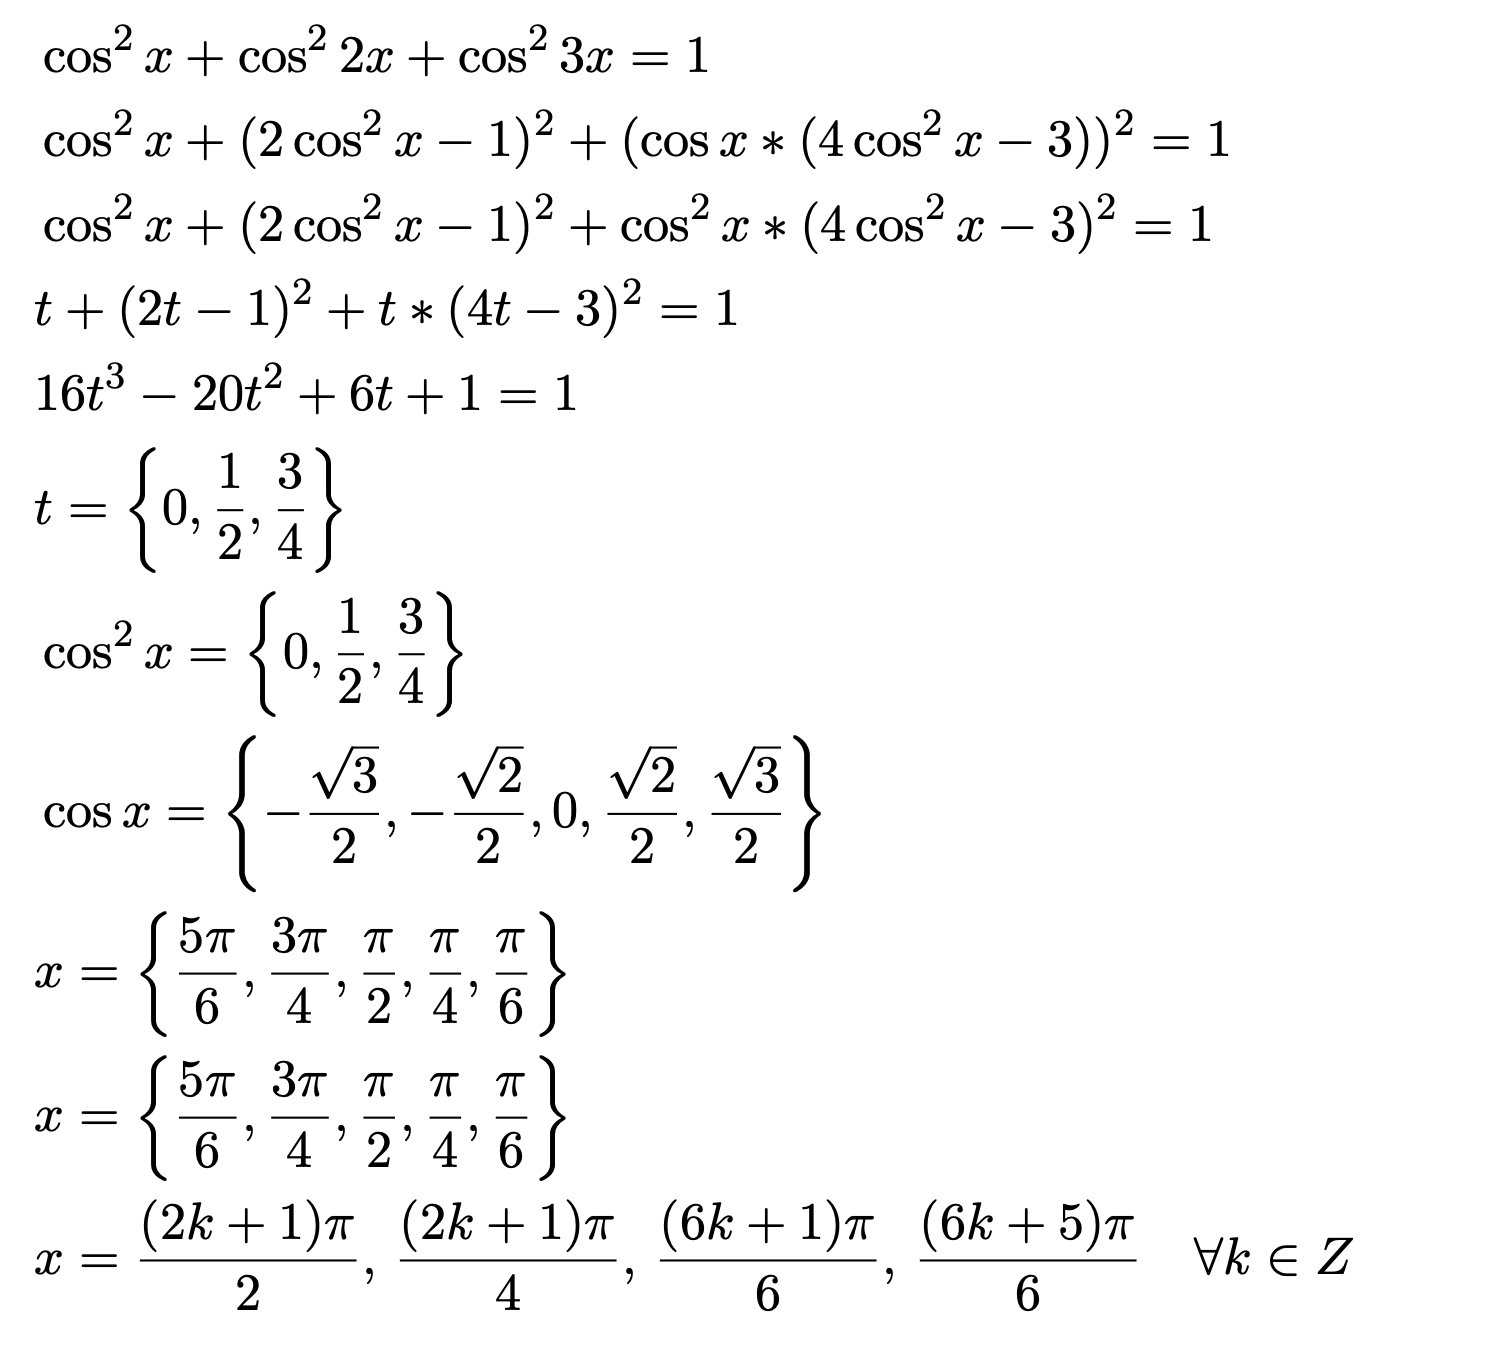 cos² x + cos² 2x + cos² 3x = 1
cos² x + (2 cos² x − 1)² + (cos x ∗ (4 cos² x − 3))² = 1
cos² x + (2 cos² x − 1)² + cos² x ∗ (4 cos² x − 3)² = 1
t + (2t − 1)² + t ∗ (4t − 3)² = 1
16t³ − 20t² + 6t + 1 = 1
t = {0, 1/2, 3/4}
cos² x = {0, 1/2, 3/4}
cos x = {−√3/2, −√2/2, 0, √2/2, √3/2}
x = {5π/6, 3π/4, π/2, π/4, π/6}
x = {5π/6, 3π/4, π/2, π/4, π/6}
x = (2k + 1)π/2, (2k + 1)π/4, (6k + 1)π/6, (6k + 5)π/6 ∀k ∈ Z